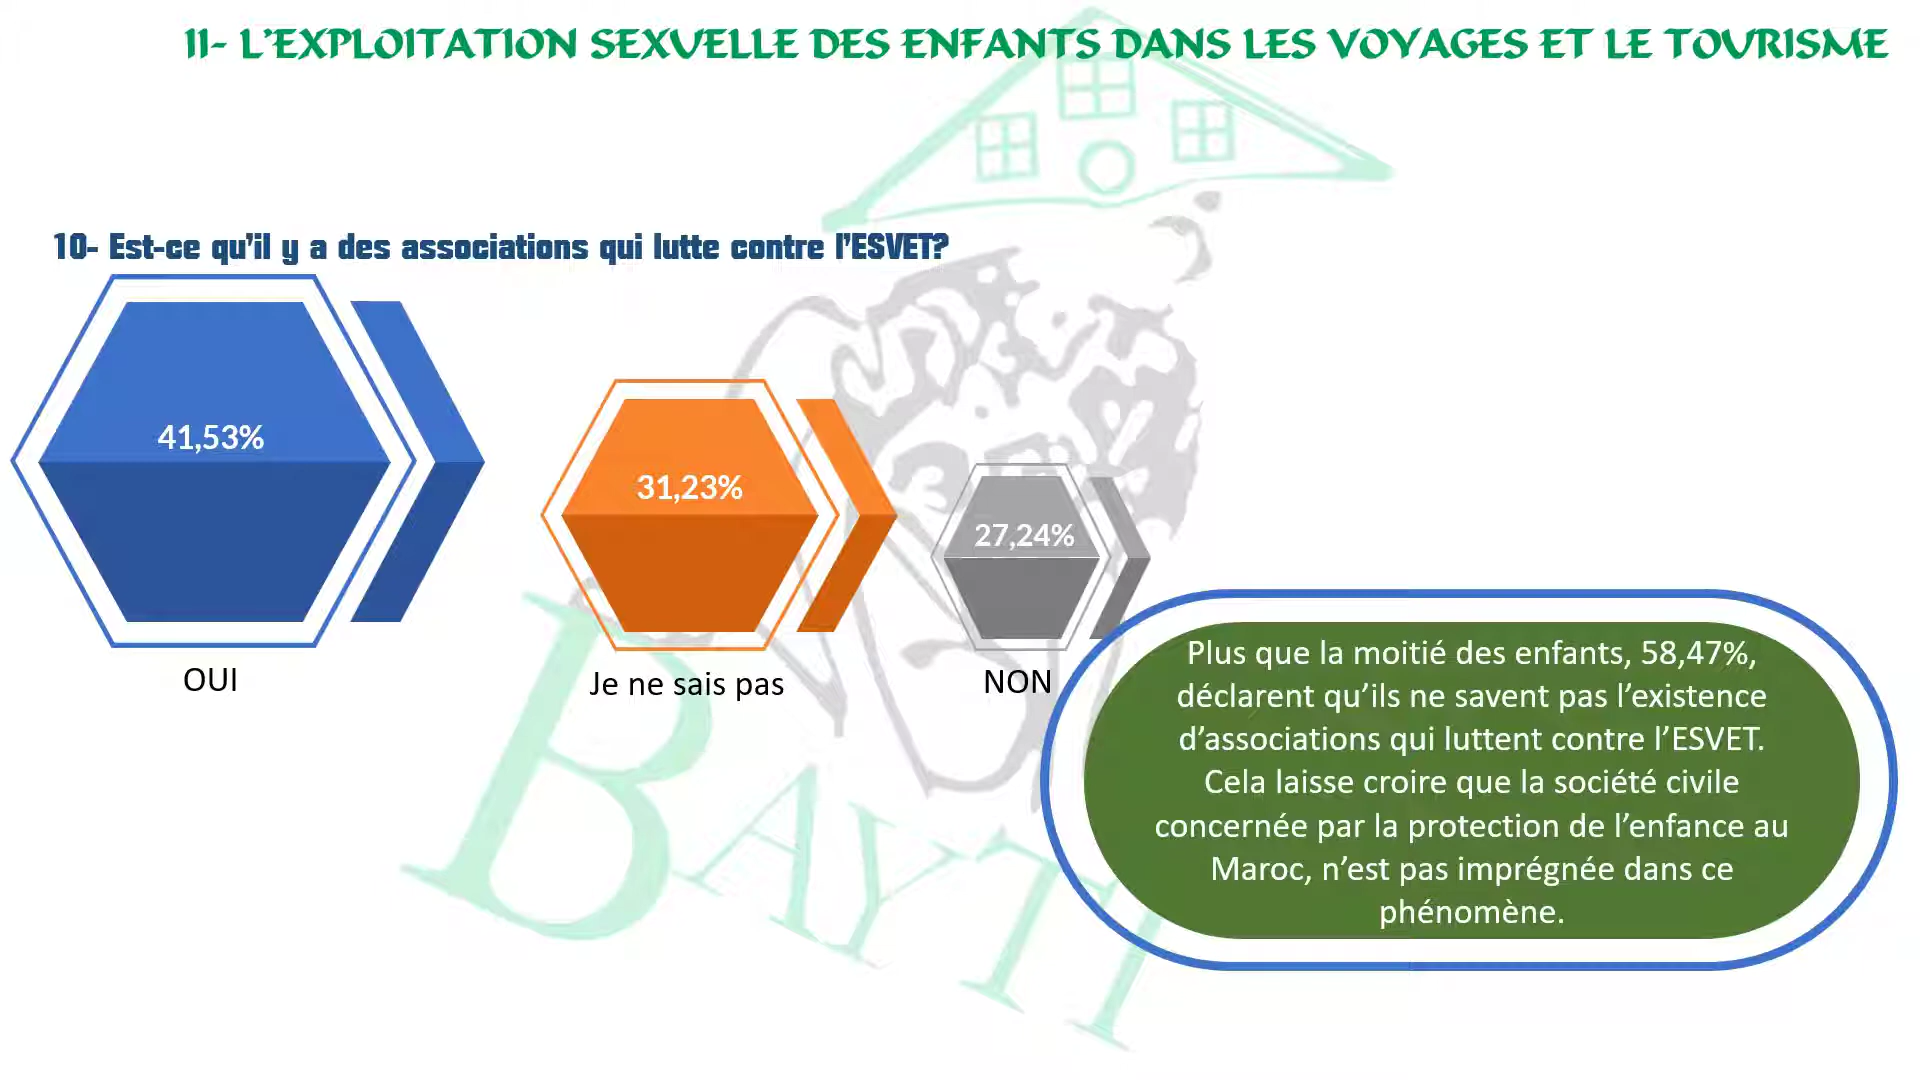 II- L'EXPLOITATION SEXUELLE DES ENFANTS DANS LES VOYAGES ET LE TOURISME
10- Est-ce qu'il y a des associations qui lutte contre l'ESVET?
41,53%
31,23%
27,24%
OUI
Je ne sais pas
NON
Plus que la moitié des enfants, 58,47%,
déclarent qu'ils ne savent pas l'existence
d'associations qui luttent contre l'ESVET.
Cela laisse croire que la société civile
concernée par la protection de l'enfance au
Maroc, n'est pas imprégnée dans ce
phénomène.
BAYTI